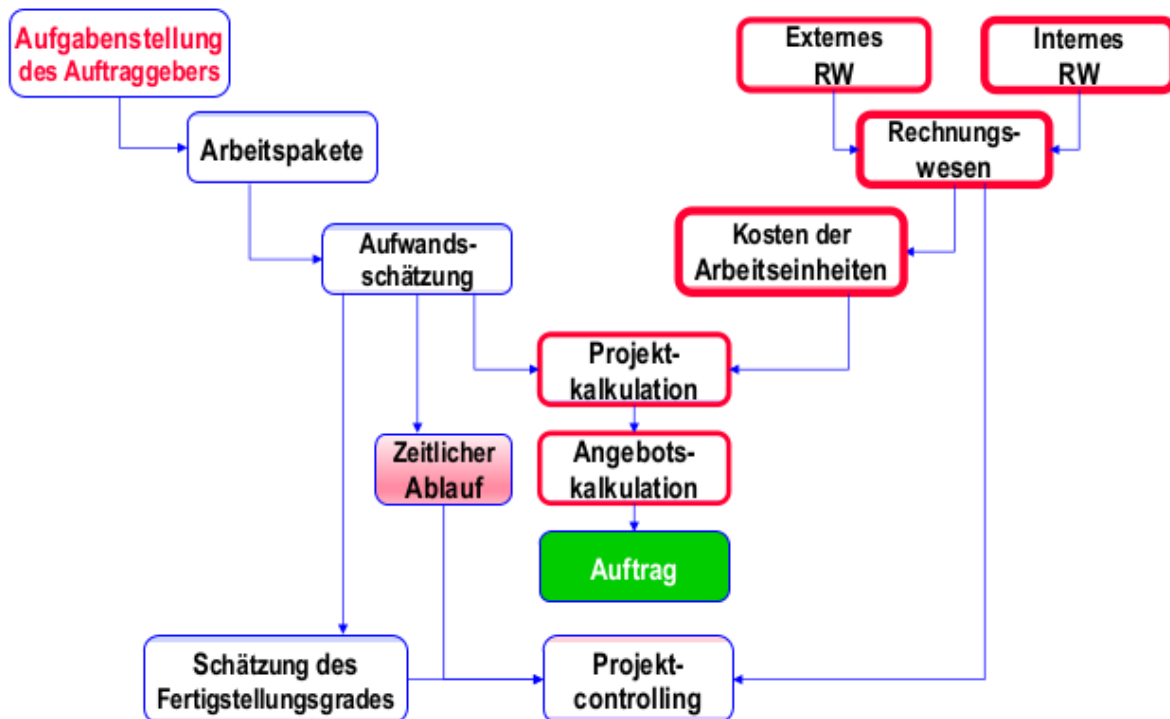 Aufgabenstellung
des Auftraggebers
Externes
RW
Internes
RW
Arbeitspakete
Rechnungs-
wesen
Aufwands-
schätzung
Kosten der
Arbeitseinheiten
Projekt-
kalkulation
Zeitlicher
Ablauf
Angebots-
kalkulation
Auftrag
Schätzung des
Fertigstellungsgrades
Projekt-
controlling